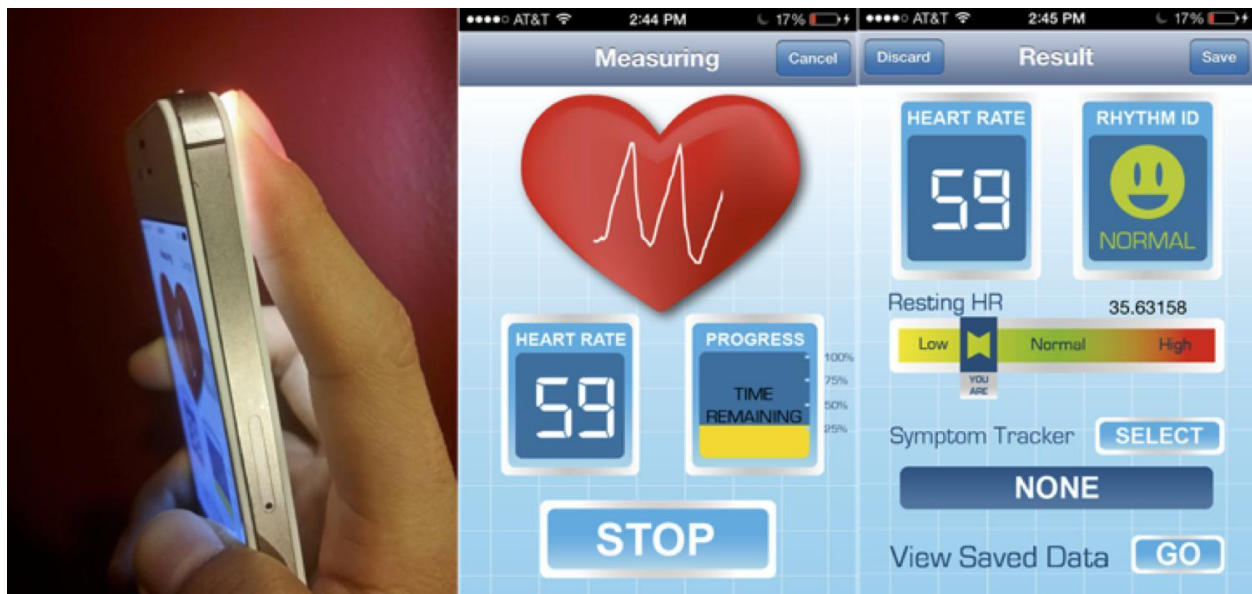 ●●●●○ AT&T 2:44 PM 17%
Measuring Cancel
HEART RATE PROGRESS
59
100%
75%
50%
25%
TIME
REMAINING
STOP
●●●●○ AT&T 2:45 PM 17%
Discard Result Save
HEART RATE RHYTHM ID
59
NORMAL
Resting HR 35.63158
Low Normal High
YOU
ARE
Symptom Tracker SELECT
NONE
View Saved Data GO